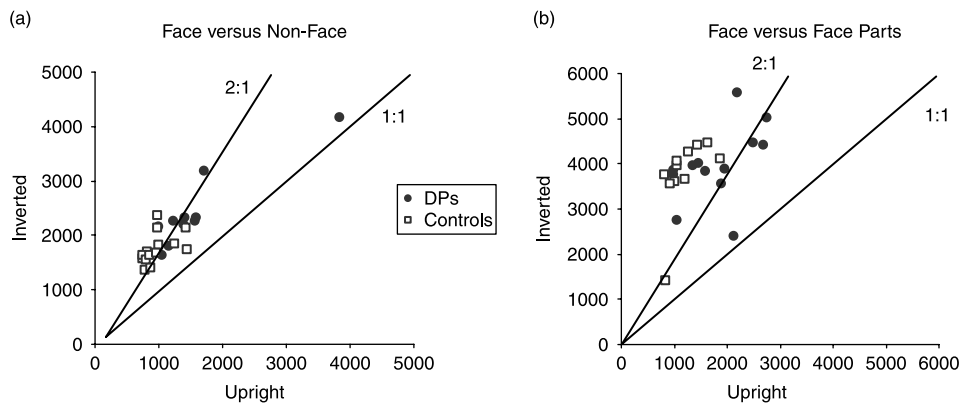 (a)
Face versus Non-Face
5000
4000
3000
2000
1000
0
Inverted
2:1
1:1
0 1000 2000 3000 4000 5000
Upright
DPs
Controls
(b)
Face versus Face Parts
6000
5000
4000
3000
2000
1000
0
Inverted
2:1
1:1
0 1000 2000 3000 4000 5000 6000
Upright